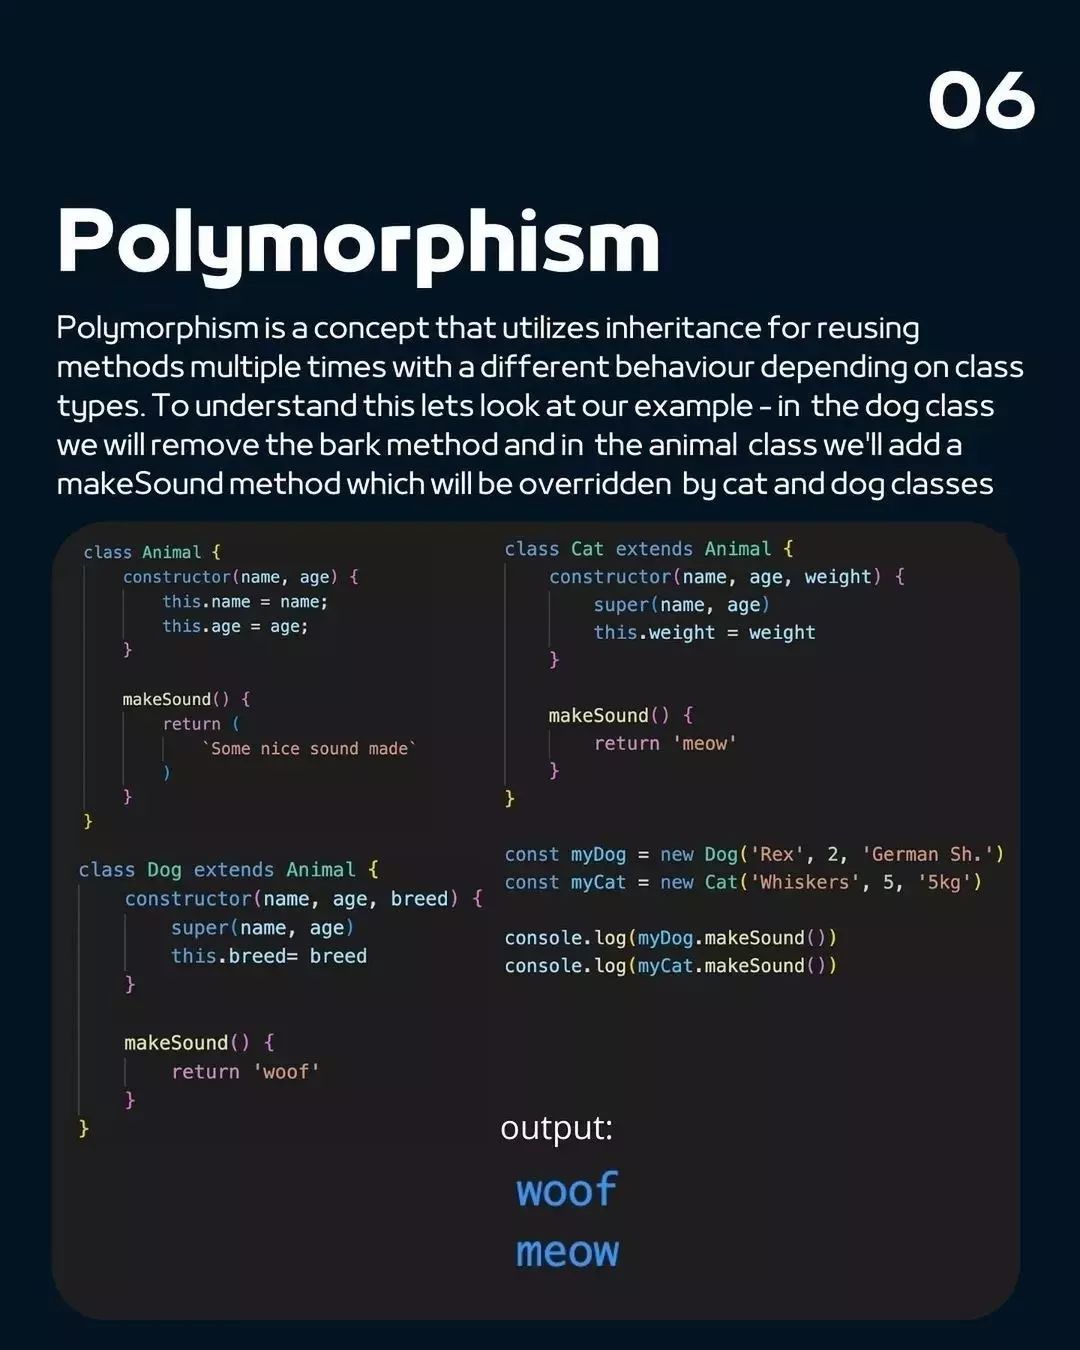 06
Polymorphism
Polymorphism is a concept that utilizes inheritance for reusing
methods multiple times with a different behaviour depending on class
types. To understand this lets look at our example - in the dog class
we will remove the bark method and in the animal class we'll add a
makeSound method which will be overridden by cat and dog classes
class Animal {
constructor(name, age) {
this.name = name;
this.age = age;
}
makeSound() {
return (
`Some nice sound made`
)
}
}
class Dog extends Animal {
constructor(name, age, breed) {
super(name, age)
this.breed= breed
}
makeSound() {
return 'woof'
}
}
class Cat extends Animal {
constructor(name, age, weight) {
super(name, age)
this.weight = weight
}
makeSound() {
return 'meow'
}
}
const myDog = new Dog('Rex', 2, 'German Sh.')
const myCat = new Cat('Whiskers', 5, '5kg')
console.log(myDog.makeSound())
console.log(myCat.makeSound())
output:
woof
meow